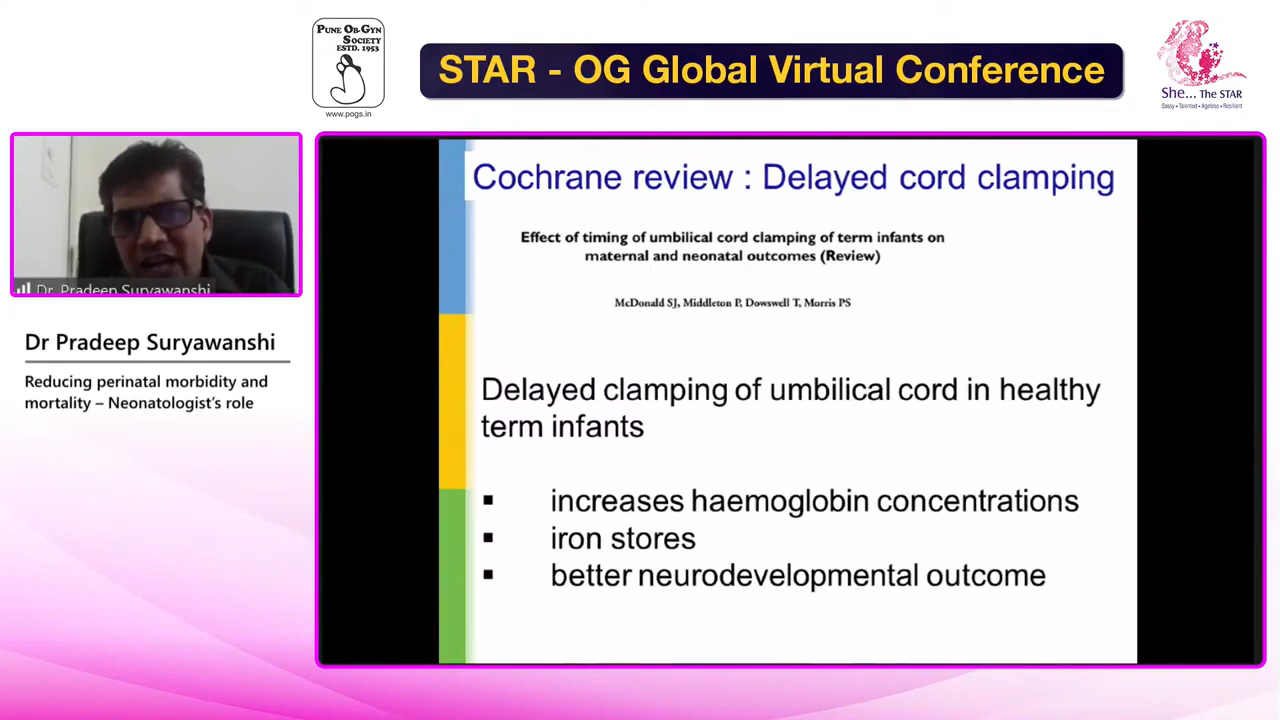 PUNE OB-GYN
SOCIETY
ESTD. 1953
www.pogs.in
STAR - OG Global Virtual Conference
She... The STAR
Sassy • Talented • Ageless • Resilient
Dr. Pradeep Suryawanshi
Dr Pradeep Suryawanshi
Reducing perinatal morbidity and
mortality – Neonatologist's role
Cochrane review : Delayed cord clamping
Effect of timing of umbilical cord clamping of term infants on
maternal and neonatal outcomes (Review)
McDonald SJ, Middleton P, Dowswell T, Morris PS
Delayed clamping of umbilical cord in healthy
term infants
▪ increases haemoglobin concentrations
▪ iron stores
▪ better neurodevelopmental outcome